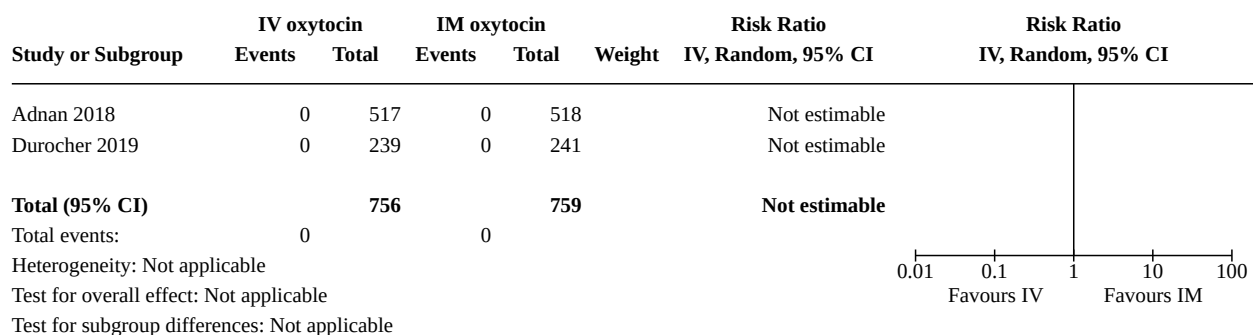 IV oxytocin IM oxytocin Risk Ratio Risk Ratio
Study or Subgroup Events Total Events Total Weight IV, Random, 95% CI IV, Random, 95% CI
Adnan 2018 0 517 0 518 Not estimable
Durocher 2019 0 239 0 241 Not estimable
Total (95% CI) 756 759 Not estimable
Total events: 0 0
Heterogeneity: Not applicable
Test for overall effect: Not applicable
Test for subgroup differences: Not applicable
0.01 0.1 1 10 100
Favours IV Favours IM